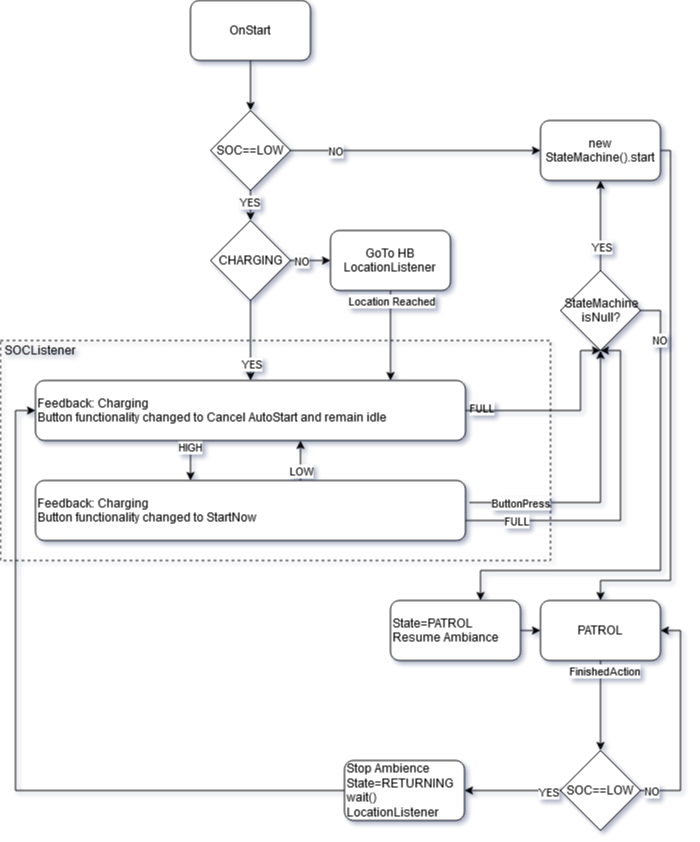 OnStart
SOC==LOW
NO
new
StateMachine().start
YES
CHARGING
NO
GoTo HB
LocationListener
YES
Location Reached
StateMachine
isNull?
NO
SOCListener
YES
Feedback: Charging
Button functionality changed to Cancel AutoStart and remain idle
FULL
HIGH
LOW
Feedback: Charging
Button functionality changed to StartNow
ButtonPress
FULL
State=PATROL
Resume Ambiance
PATROL
FinishedAction
Stop Ambience
State=RETURNING
wait()
LocationListener
YES
SOC==LOW
NO